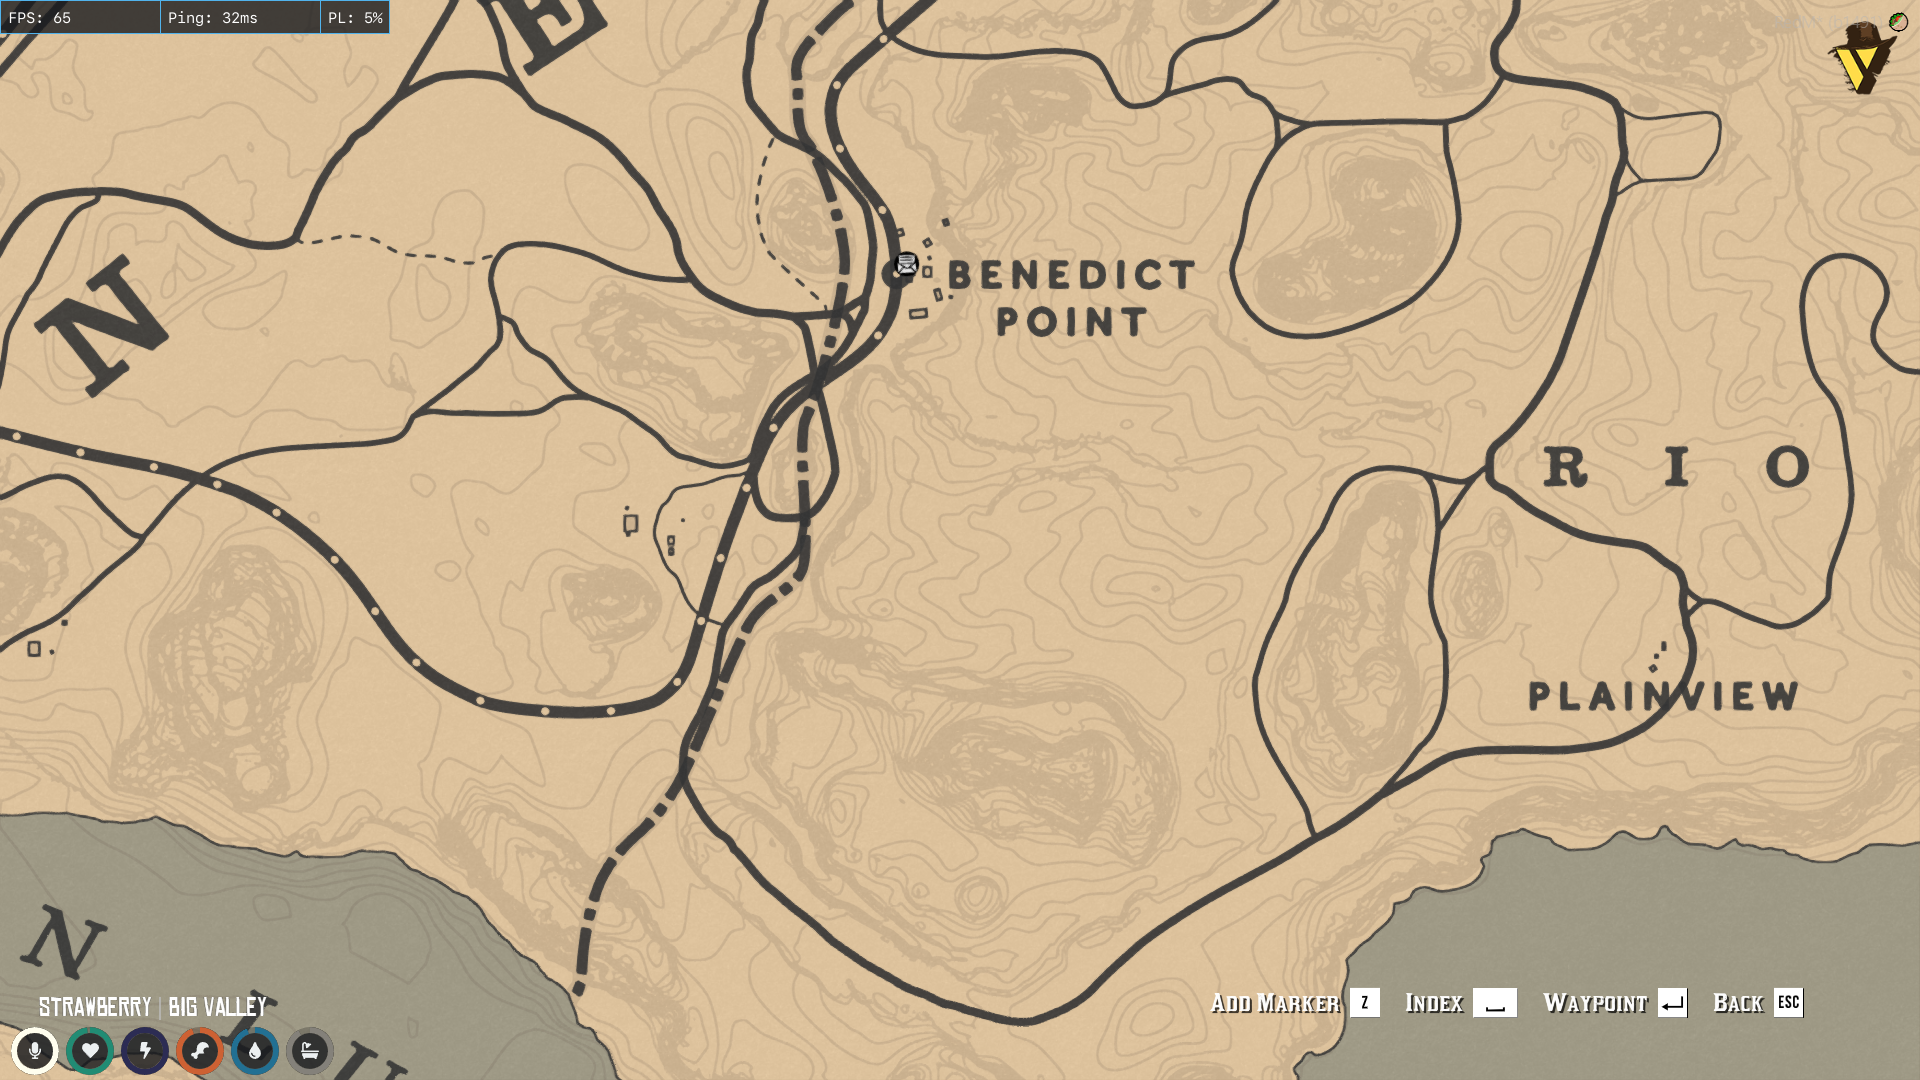 FPS: 65 Ping: 32ms PL: 5%
E
N
BENEDICT
POINT
R I O
PLAINVIEW
N
STRAWBERRY | BIG VALLEY
ADD MARKER Z INDEX WAYPOINT BACK ESC